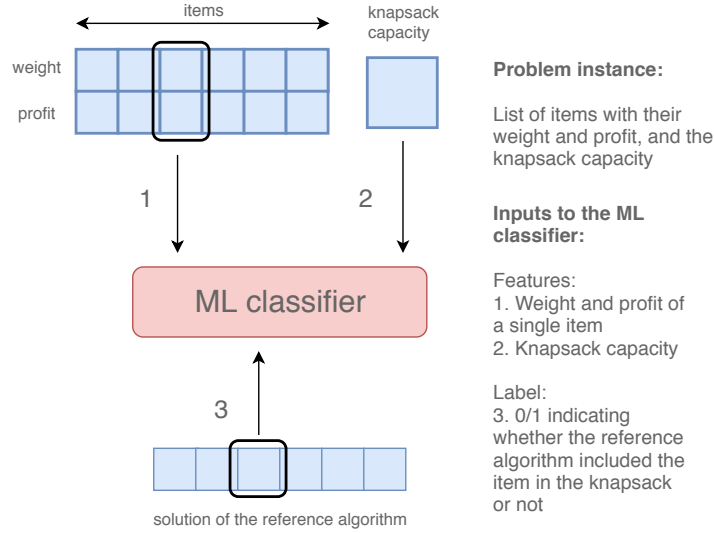 items
knapsack
capacity
weight
profit
1
2
ML classifier
3
solution of the reference algorithm
Problem instance:
List of items with their
weight and profit, and the
knapsack capacity
Inputs to the ML
classifier:
Features:
1. Weight and profit of
a single item
2. Knapsack capacity
Label:
3. 0/1 indicating
whether the reference
algorithm included the
item in the knapsack
or not